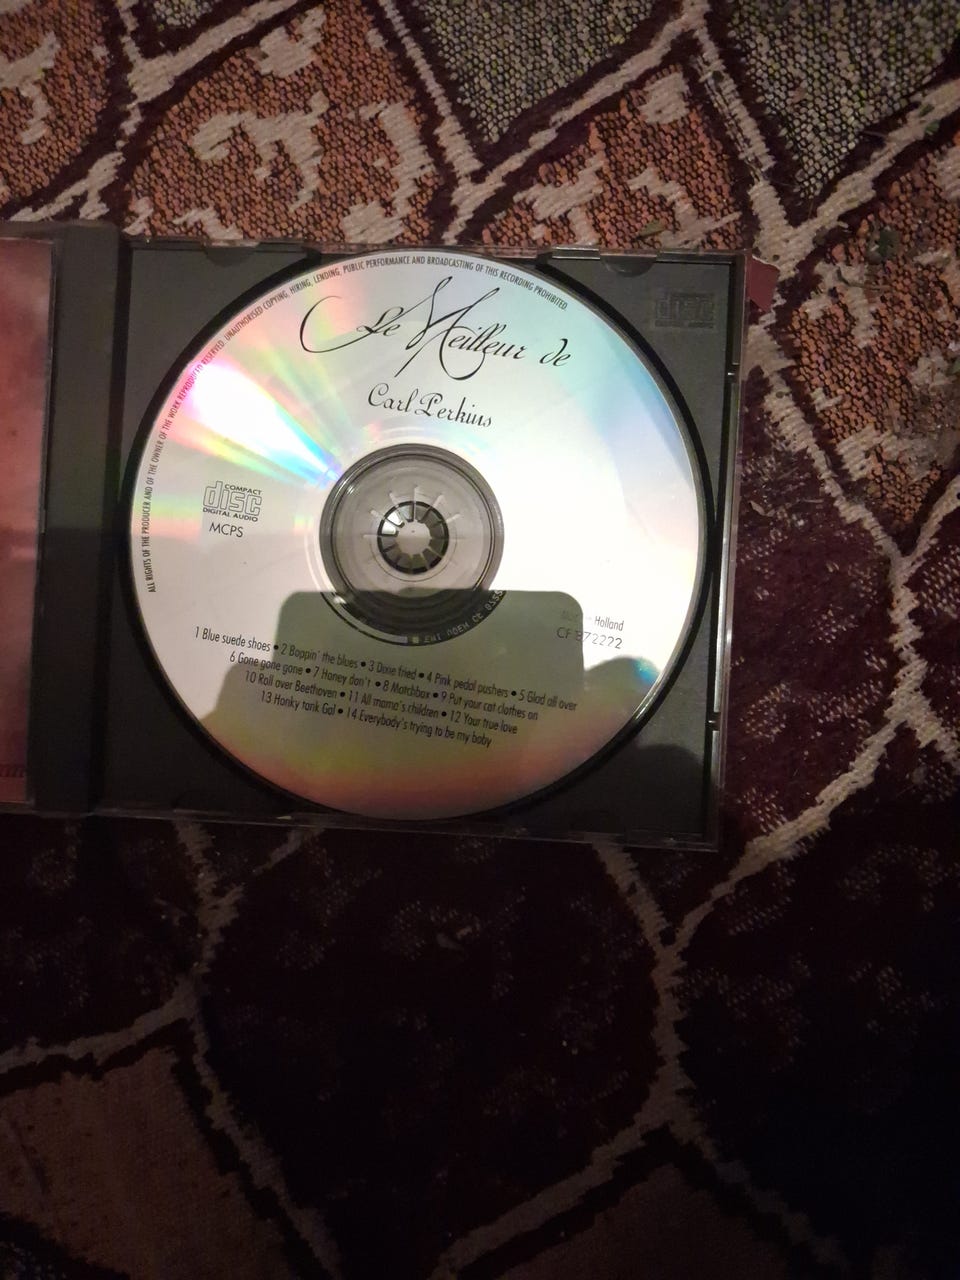 ALL RIGHTS OF THE PRODUCER AND OF THE OWNER OF THE WORK REPRODUCED RESERVED. UNAUTHORISED COPYING, HIRING, LENDING, PUBLIC PERFORMANCE AND BROADCASTING OF THIS RECORDING PROHIBITED.
Le Meilleur de
Carl Perkins
COMPACT
disc
DIGITAL AUDIO
MCPS
Holland
CF 872222
1 Blue suede shoes • 2 Boppin' the blues • 3 Dixie fried • 4 Pink pedal pushers • 5 Glad all over
6 Gone gone gone • 7 Honey don't • 8 Matchbox • 9 Put your cat clothes on
10 Roll over Beethoven • 11 All mama's children • 12 Your true love
13 Honky tonk Gal • 14 Everybody's trying to be my baby